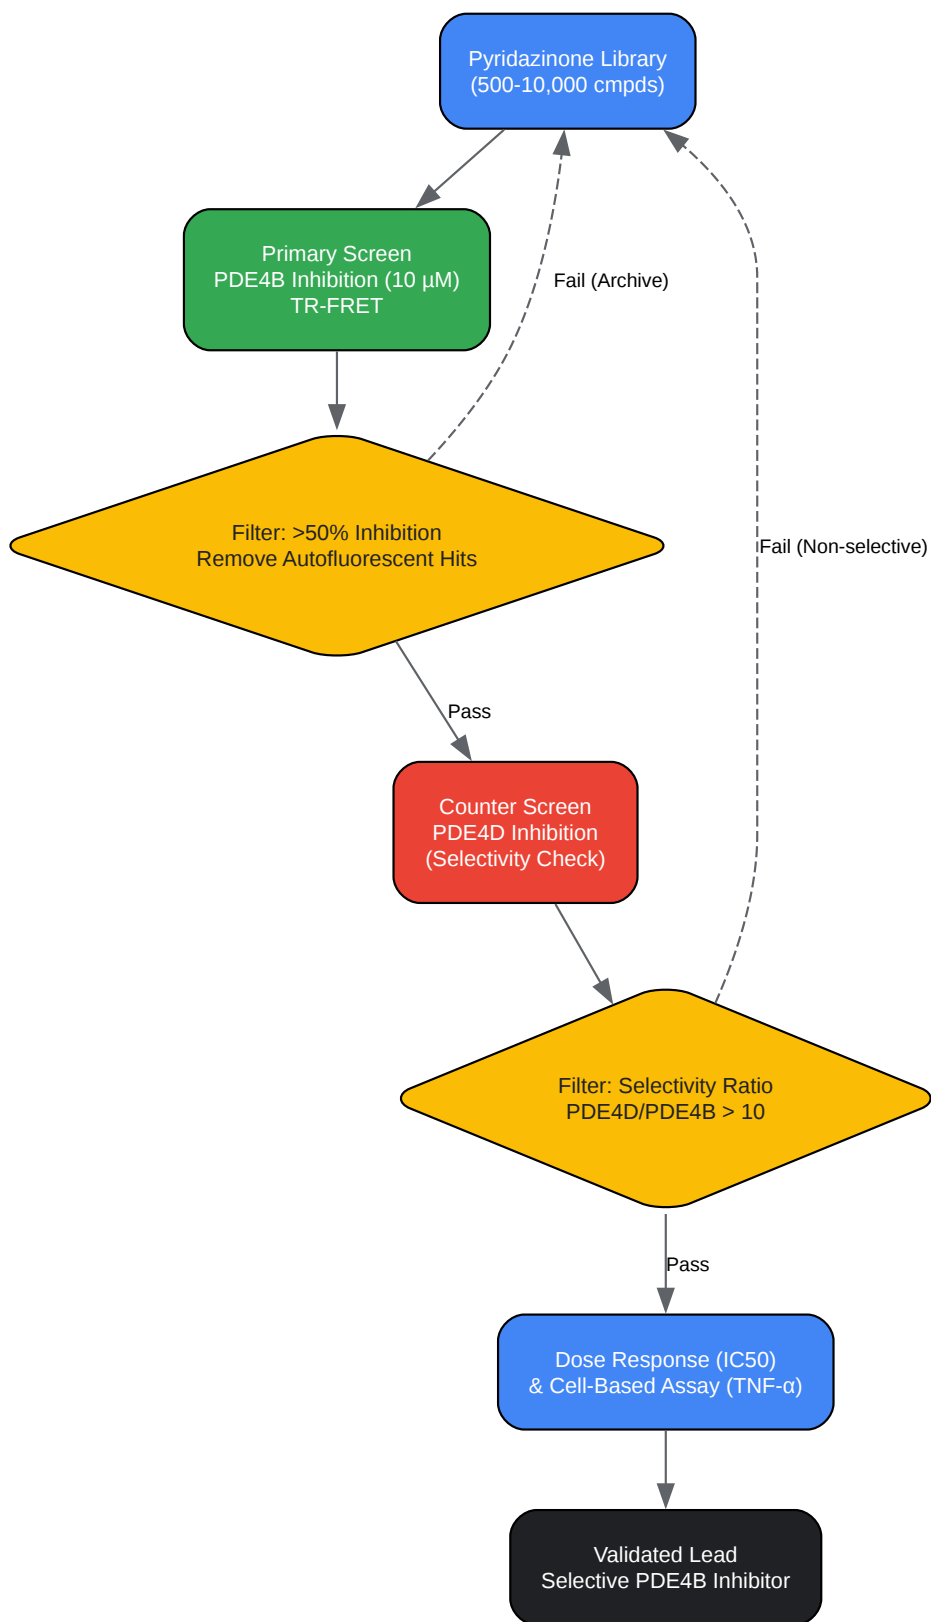 Pyridazinone Library
(500-10,000 cmpds)
Primary Screen
PDE4B Inhibition (10 µM)
TR-FRET
Fail (Archive)
Filter: >50% Inhibition
Remove Autofluorescent Hits
Fail (Non-selective)
Pass
Counter Screen
PDE4D Inhibition
(Selectivity Check)
Filter: Selectivity Ratio
PDE4D/PDE4B > 10
Pass
Dose Response (IC50)
& Cell-Based Assay (TNF-α)
Validated Lead
Selective PDE4B Inhibitor